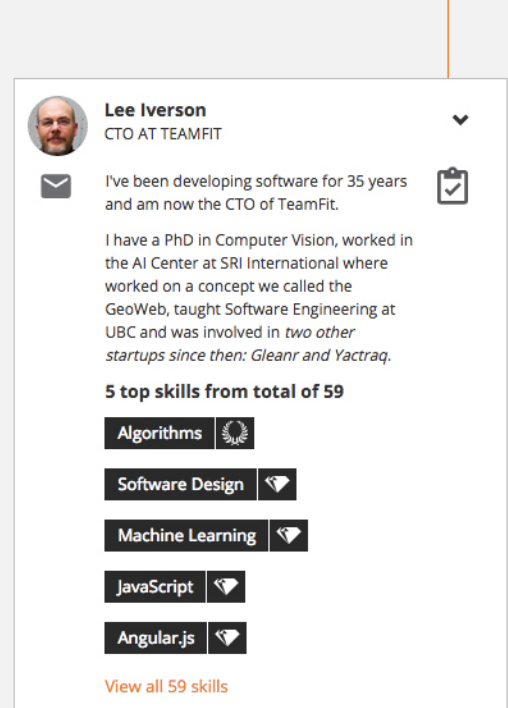 Lee Iverson
CTO AT TEAMFIT
I've been developing software for 35 years
and am now the CTO of TeamFit.
I have a PhD in Computer Vision, worked in
the AI Center at SRI International where
worked on a concept we called the
GeoWeb, taught Software Engineering at
UBC and was involved in two other
startups since then: Gleanr and Yactraq.
5 top skills from total of 59
Algorithms
Software Design
Machine Learning
JavaScript
Angular.js
View all 59 skills